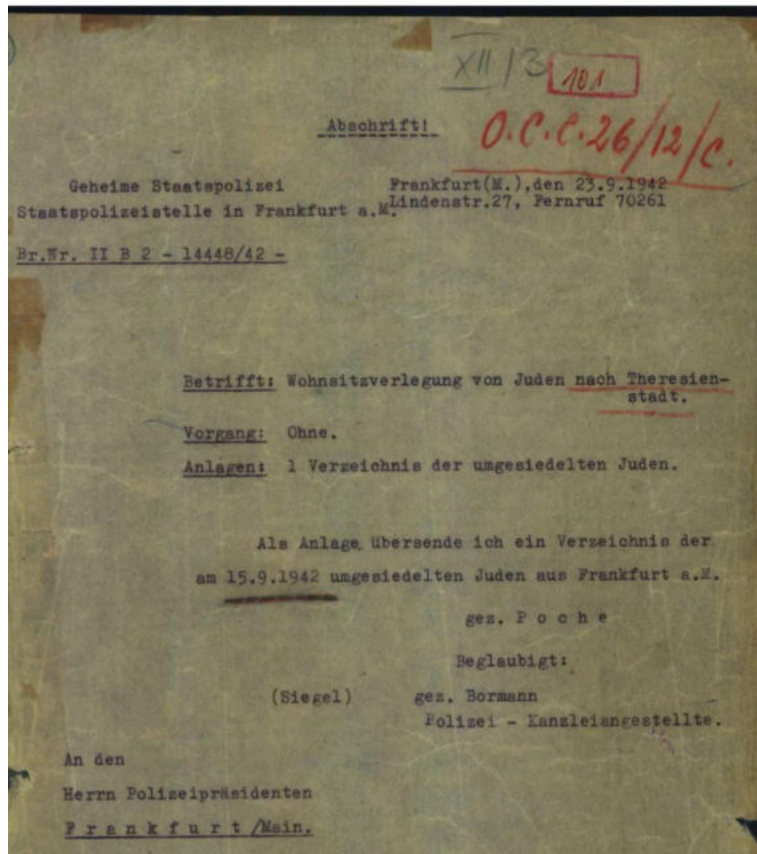 XII/3
101
Abschrift!
O.C.C. 26/12/C.
Geheime Staatspolizei
Staatspolizeistelle in Frankfurt a.M.
Frankfurt(M.),den 23.9.1942
Lindenstr.27, Fernruf 70261
Br.Nr. II B 2 - 14448/42 -
Betrifft: Wohnsitzverlegung von Juden nach Theresien-
stadt.
Vorgang: Ohne.
Anlagen: 1 Verzeichnis der umgesiedelten Juden.
Als Anlage übersende ich ein Verzeichnis der
am 15.9.1942 umgesiedelten Juden aus Frankfurt a.M.
gez. P o c h e
Beglaubigt:
(Siegel) gez. Bormann
Polizei - Kanzleiangestellte.
An den
Herrn Polizeipräsidenten
F r a n k f u r t /Main.